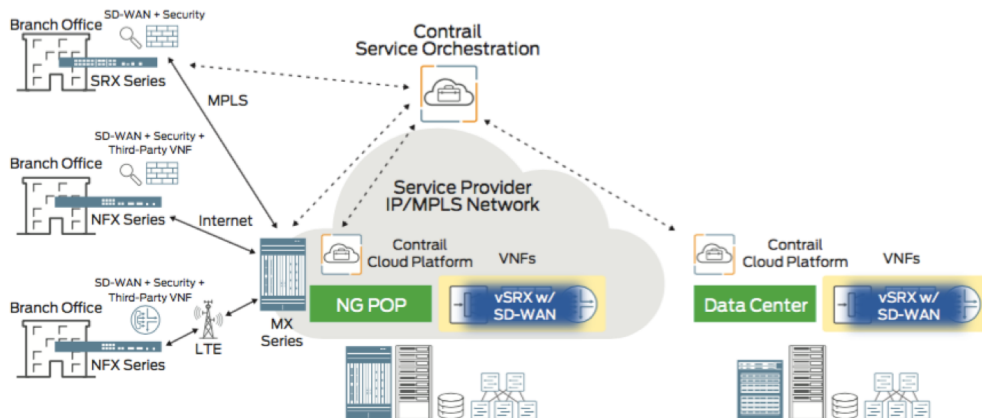 Branch Office
SD-WAN + Security
SRX Series
MPLS
Contrail
Service Orchestration
Branch Office
SD-WAN + Security +
Third-Party VNF
NFX Series
Internet
Service Provider
IP/MPLS Network
Branch Office
SD-WAN + Security +
Third-Party VNF
NFX Series
LTE
MX
Series
Contrail
Cloud Platform
VNFs
NG POP
vSRX w/
SD-WAN
Contrail
Cloud Platform
VNFs
Data Center
vSRX w/
SD-WAN